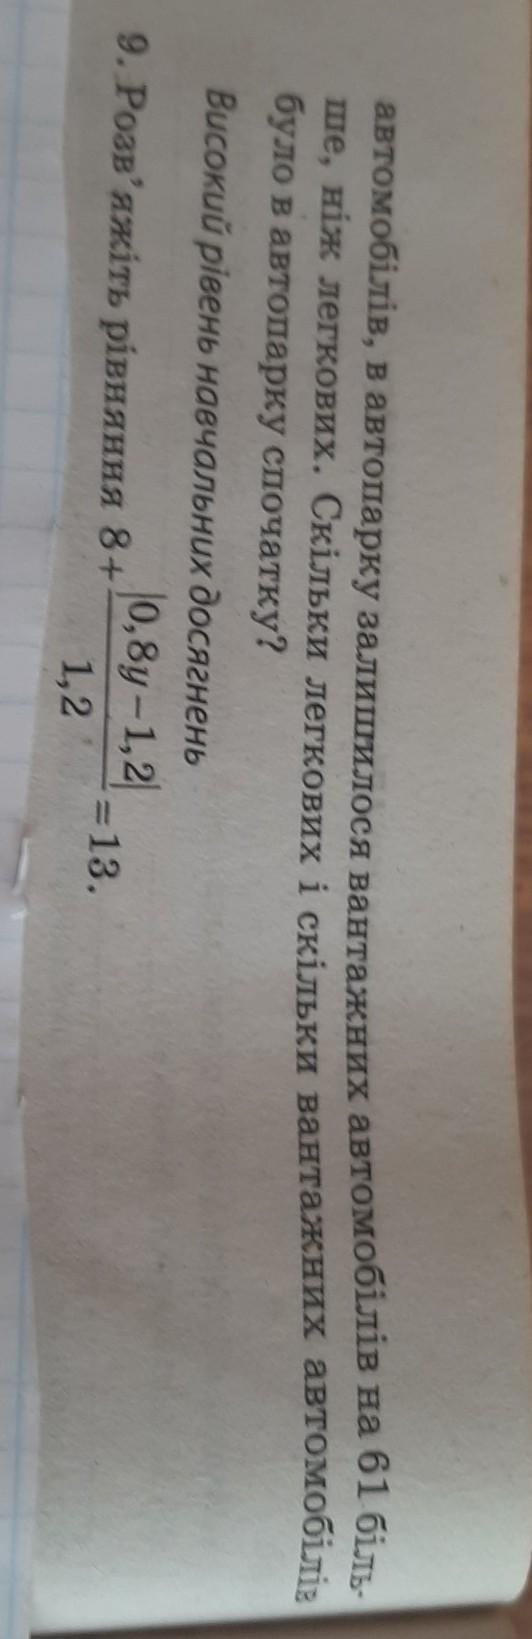 автомобілів, в автопарку залишилося вантажних автомобілів на 61 біль-
ше, ніж легкових. Скільки легкових і скільки вантажних автомобілів
було в автопарку спочатку?
Високий рівень навчальних досягнень
9. Розв'яжіть рівняння 8+|0,8y−1,2|/1,2=13.